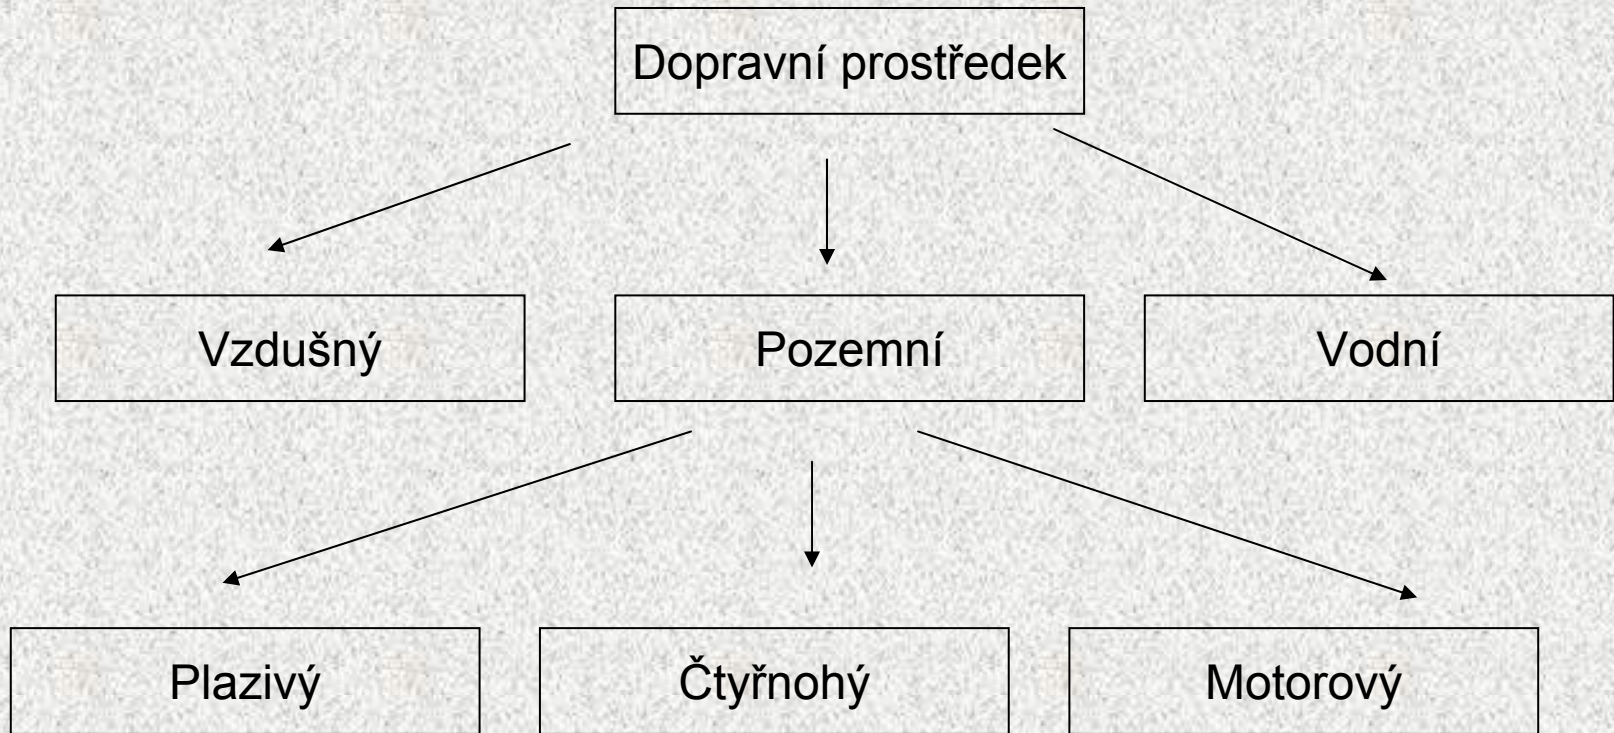 Dopravní prostředek
Vzdušný
Pozemní
Vodní
Plazivý
Čtyřnohý
Motorový